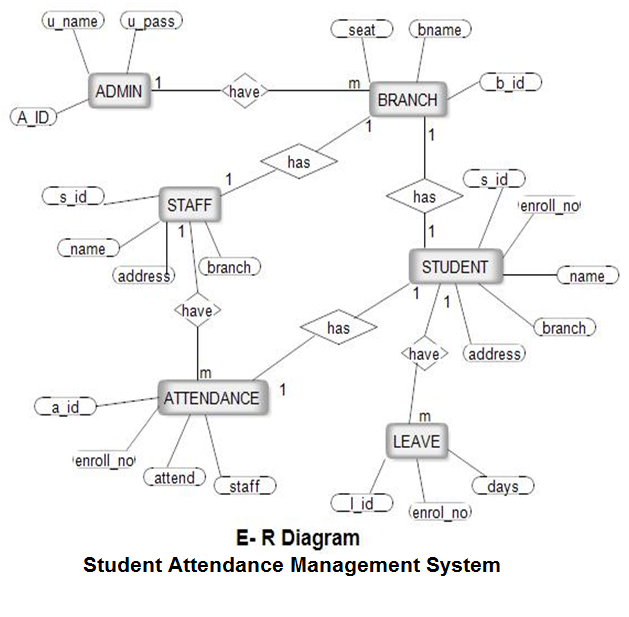 u_name
u_pass
seat
bname
ADMIN
1
have
m
BRANCH
b_id
A_ID
1
1
has
1
s_id
STAFF
has
s_id
enroll_no
1
name
branch
1
STUDENT
address
name
have
1
1
has
branch
have
address
m
ATTENDANCE
1
a_id
m
LEAVE
enroll_no
attend
staff
days
l_id
enrol_no
E- R Diagram
Student Attendance Management System